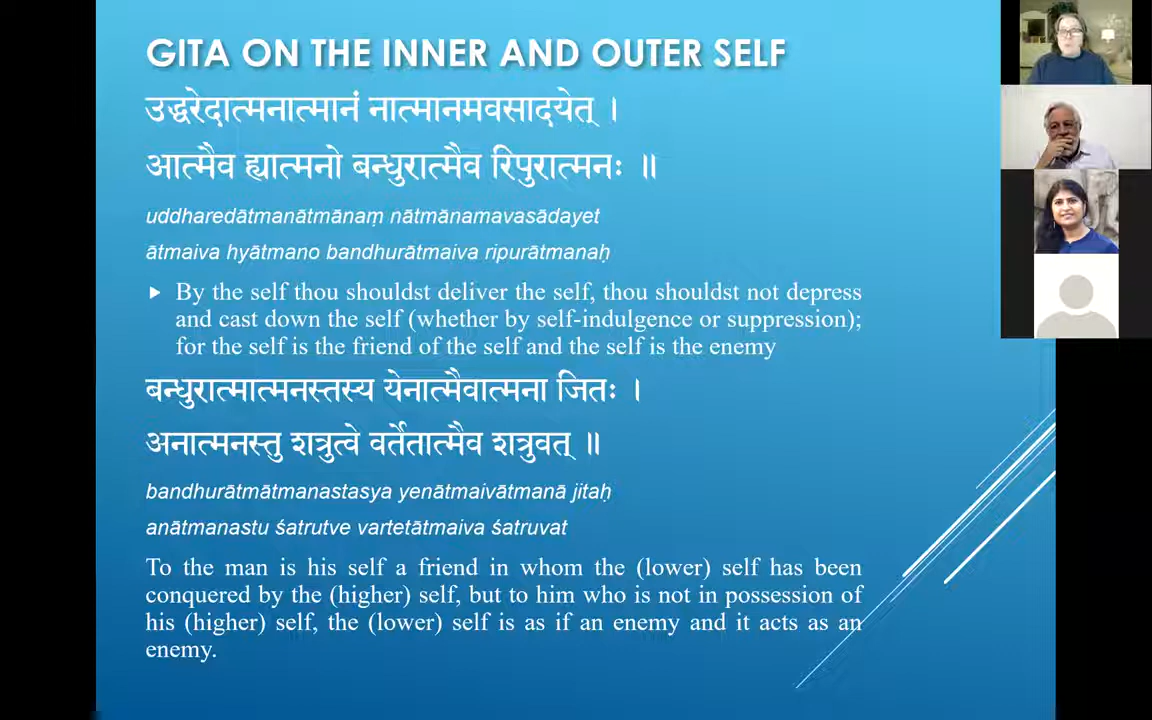 GITA ON THE INNER AND OUTER SELF
उद्धरेदात्मनात्मानं नात्मानमवसादयेत् ।
आत्मैव ह्यात्मनो बन्धुरात्मैव रिपुरात्मनः ॥
uddharedātmanātmānaṃ nātmānamavasādayet
ātmaiva hyātmano bandhurātmaiva ripurātmanaḥ
By the self thou shouldst deliver the self, thou shouldst not depress
and cast down the self (whether by self-indulgence or suppression);
for the self is the friend of the self and the self is the enemy
बन्धुरात्मात्मनस्तस्य येनात्मैवात्मना जितः ।
अनात्मनस्तु शत्रुत्वे वर्तेतात्मैव शत्रुवत् ॥
bandhurātmātmanastasya yenātmaivātmanā jitaḥ
anātmanastu śatrutve vartetātmaiva śatruvat
To the man is his self a friend in whom the (lower) self has been
conquered by the (higher) self, but to him who is not in possession of
his (higher) self, the (lower) self is as if an enemy and it acts as an
enemy.